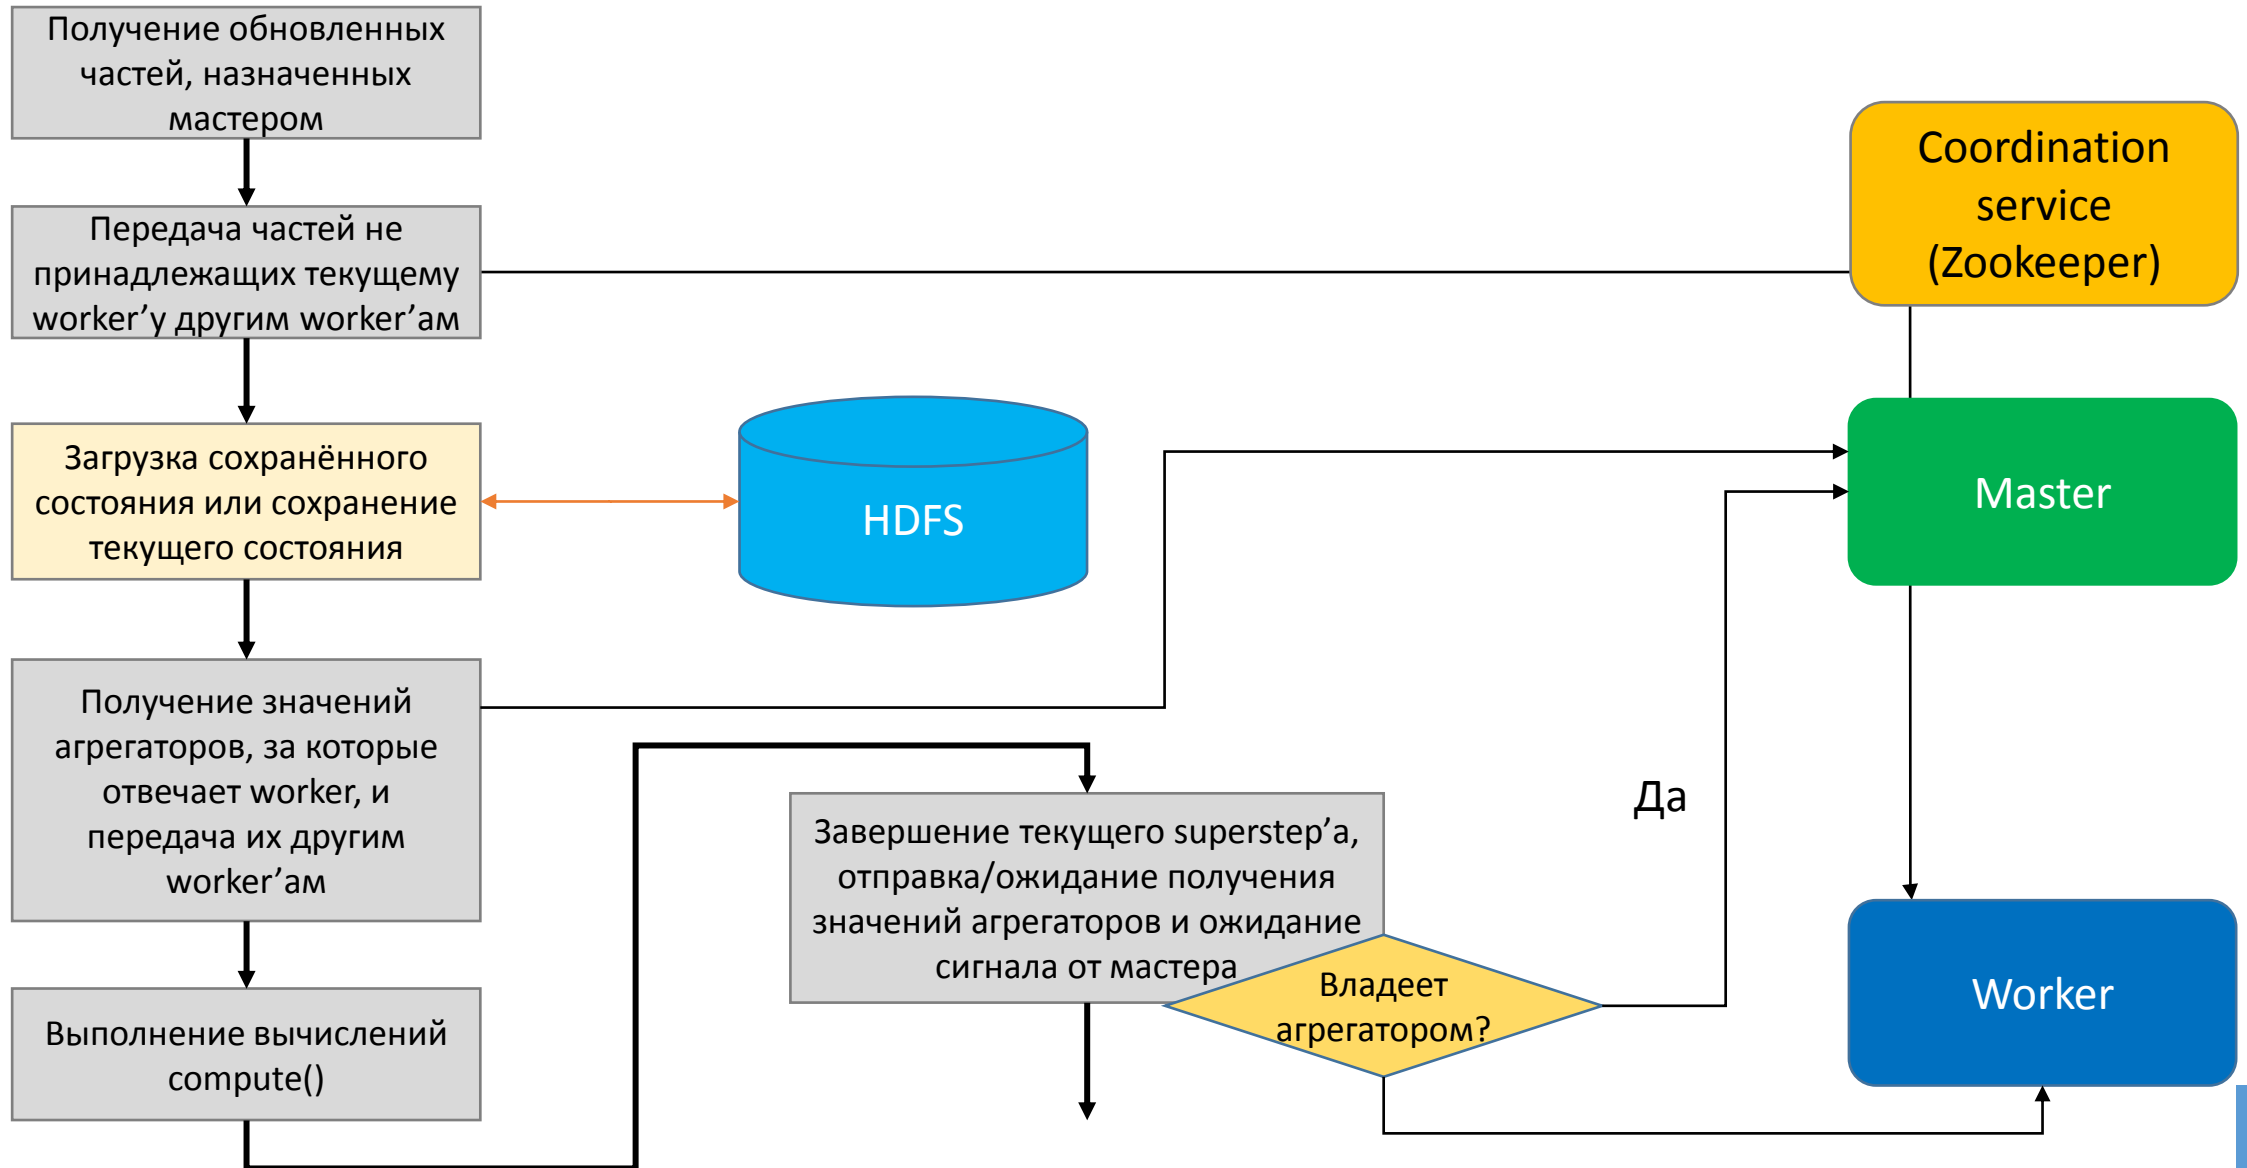 Получение обновленных
частей, назначенных
мастером
Передача частей не
принадлежащих текущему
worker’у другим worker’ам
Загрузка сохранённого
состояния или сохранение
текущего состояния
Получение значений
агрегаторов, за которые
отвечает worker, и
передача их другим
worker’ам
Выполнение вычислений
compute()
HDFS
Завершение текущего superstep’а,
отправка/ожидание получения
значений агрегаторов и ожидание
сигнала от мастера
Владеет
агрегатором?
Да
Coordination
service
(Zookeeper)
Master
Worker